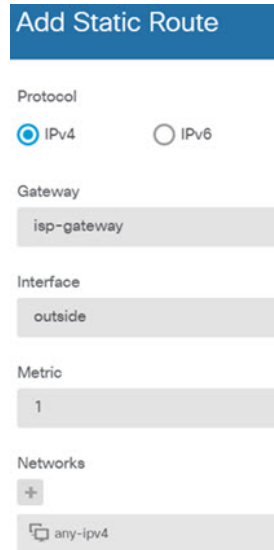 Add Static Route
Protocol
IPv4 IPv6
Gateway
isp-gateway
Interface
outside
Metric
1
Networks
+
any-ipv4